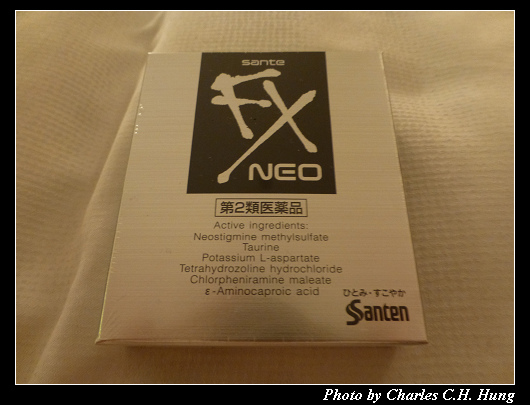 sante
FX
NEO
第2類医薬品
Active ingredients:
Neostigmine methylsulfate
Taurine
Potassium L-aspartate
Tetrahydrozoline hydrochloride
Chlorpheniramine maleate
ε-Aminocaproic acid
ひとみ・すこやか
Santen
Photo by Charles C.H. Hung